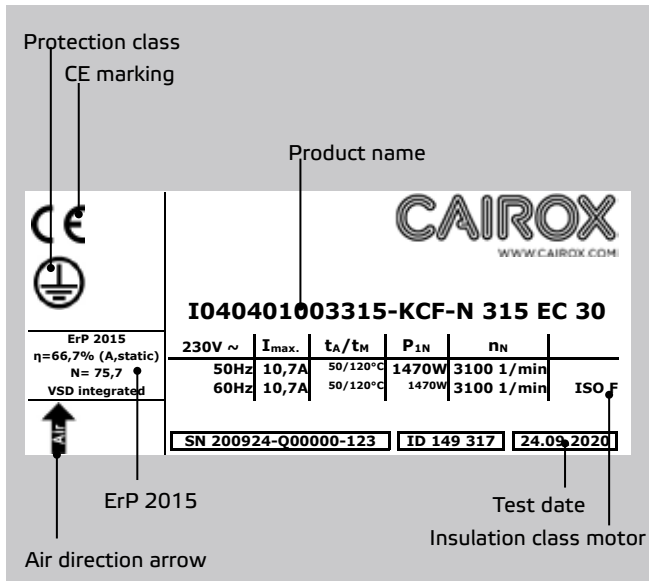 Protection class
CE marking
Product name
CE
CAIROX
WWW.CAIROX.COM
I040401003315-KCF-N 315 EC 30
ErP 2015
η=66,7% (A,static)
N= 75,7
VSD integrated
230V ~ Imax. tA/tM P1N nN
50Hz 10,7A 50/120°C 1470W 3100 1/min
60Hz 10,7A 50/120°C 1470W 3100 1/min ISO F
Air
SN 200924-Q00000-123 ID 149 317 24.09.2020
ErP 2015
Test date
Insulation class motor
Air direction arrow